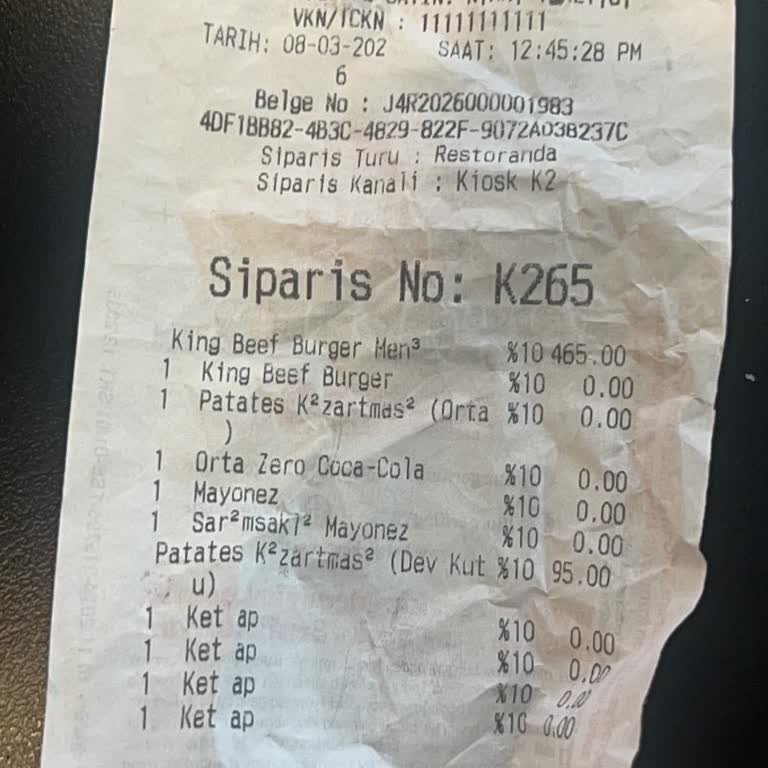 VKN/TCKN : 11111111111
TARIH: 08-03-202 SAAT: 12:45:28 PM
6
Belge No : J4R2026000001983
4DF1BB82-4B3C-4829-822F-9072A038237C
Siparis Turu : Restoranda
Siparis Kanali : Kiosk K2
Siparis No: K265
King Beef Burger Men³ %10 465.00
1 King Beef Burger %10 0.00
1 Patates K²zartmas² (Orta %10 0.00
)
1 Orta Zero Coca-Cola %10 0.00
1 Mayonez %10 0.00
1 Sar²msakl² Mayonez %10 0.00
Patates K²zartmas² (Dev Kut %10 95.00
u)
1 Ket ap %10 0.00
1 Ket ap %10 0.00
1 Ket ap %10 0.00
1 Ket ap %10 0.00